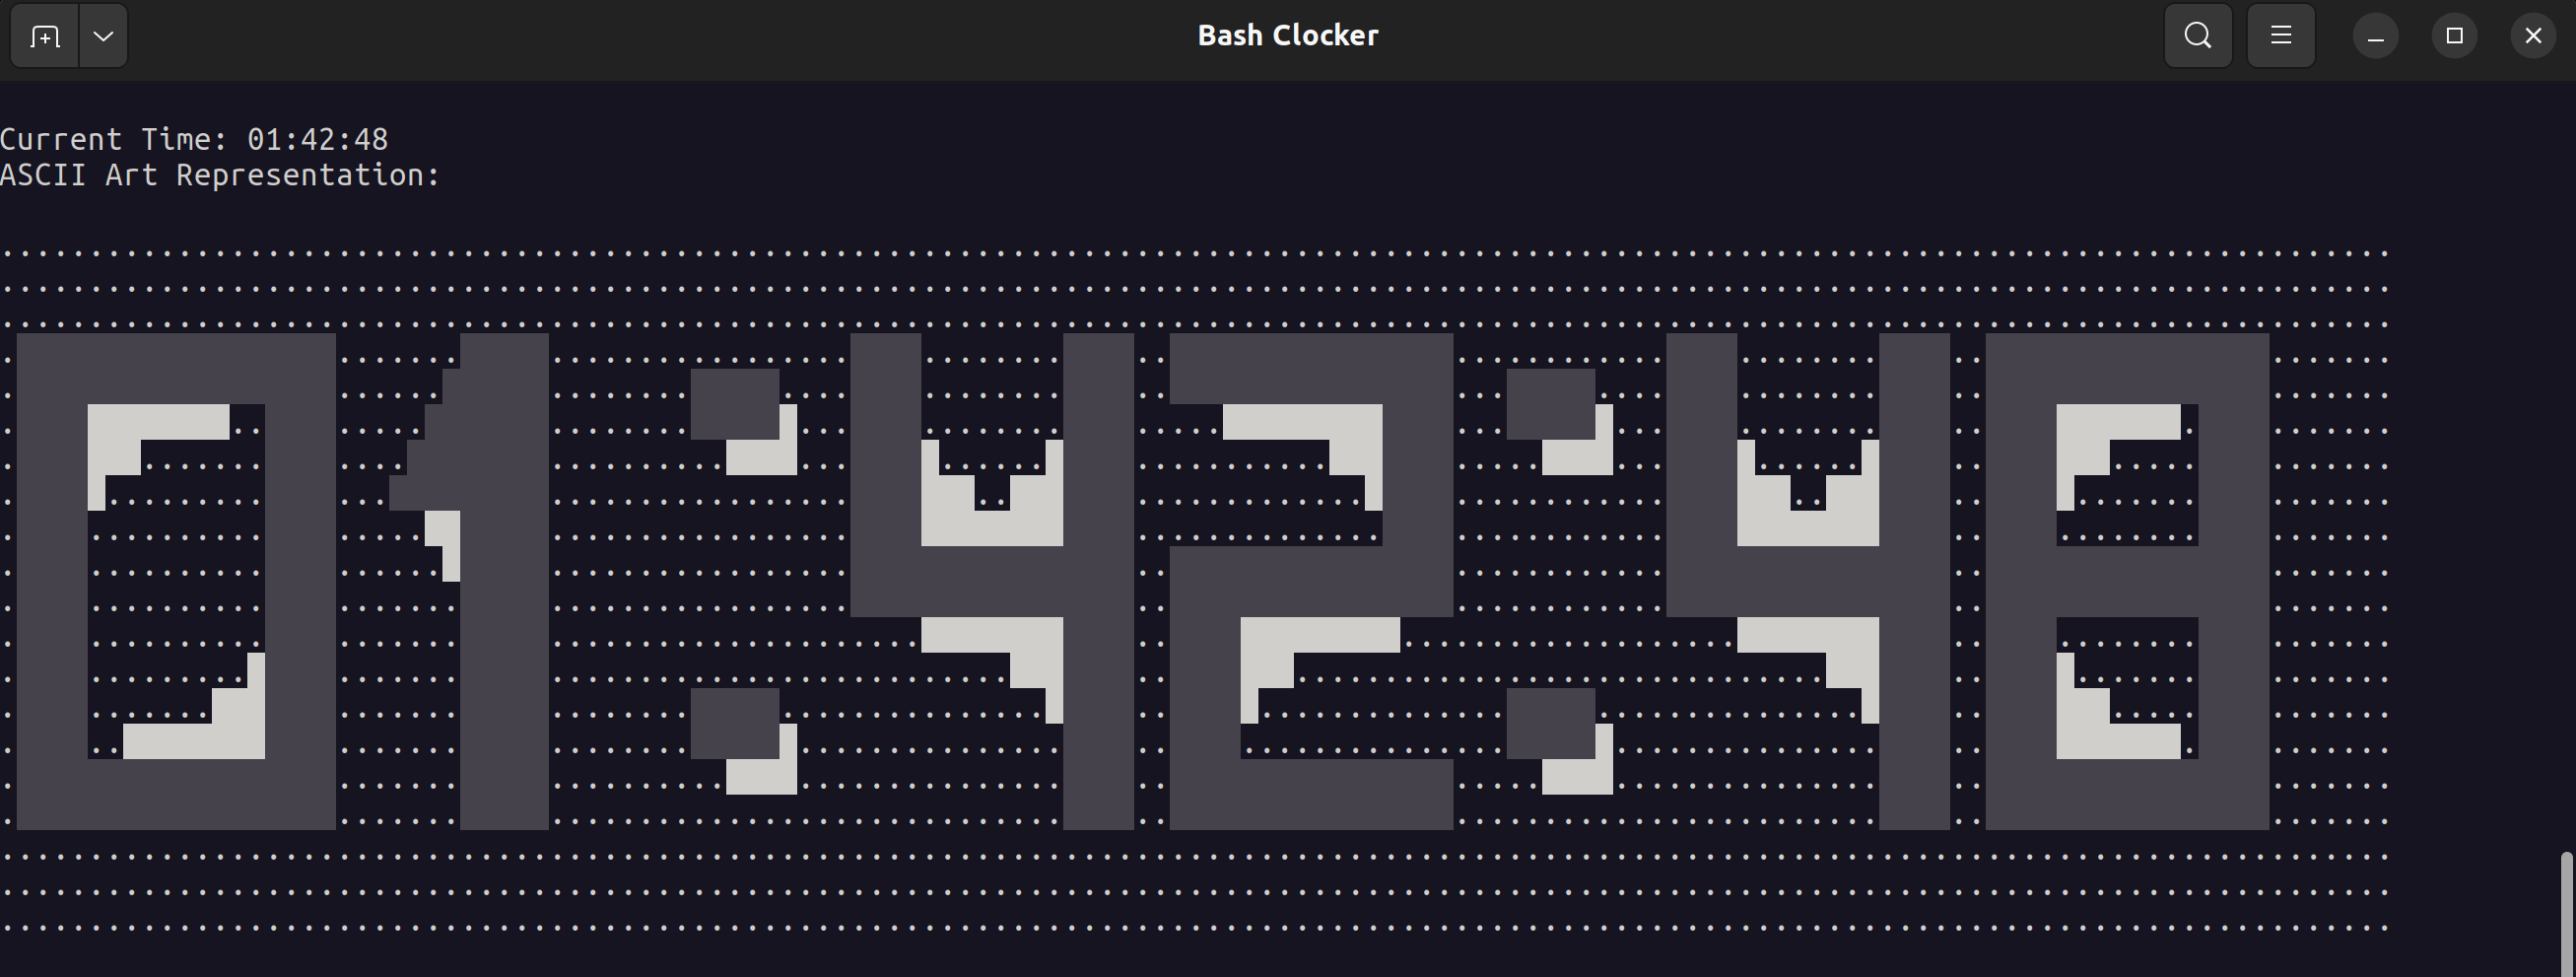 Bash Clocker
Current Time: 01:42:48
ASCII Art Representation:
01:42:48